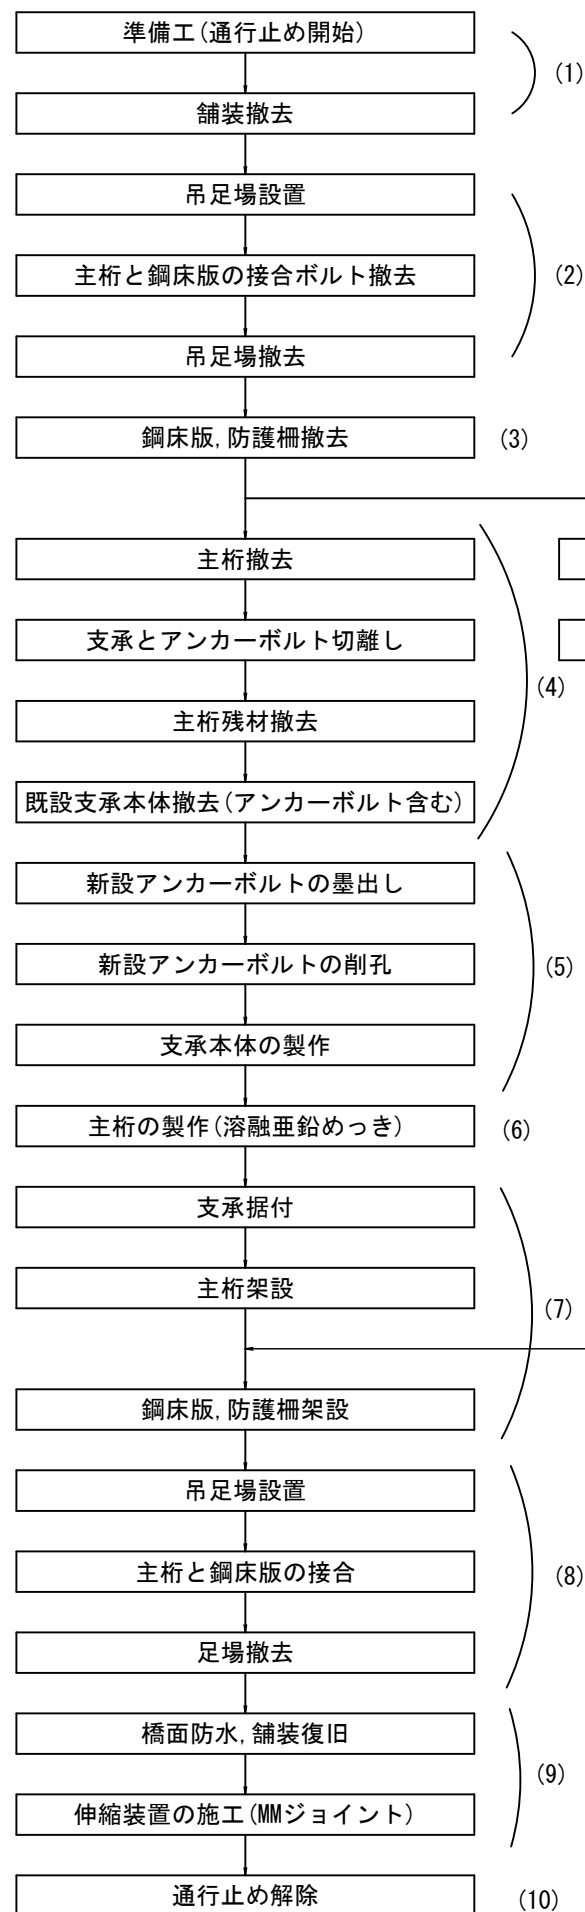 準備工(通行止め開始)
(1)
舗装撤去
吊足場設置
主桁と鋼床版の接合ボルト撤去
(2)
吊足場撤去
鋼床版,防護柵撤去
(3)
主桁撤去
支承とアンカーボルト切離し
(4)
主桁残材撤去
既設支承本体撤去(アンカーボルト含む)
新設アンカーボルトの墨出し
新設アンカーボルトの削孔
(5)
支承本体の製作
主桁の製作(溶融亜鉛めっき)
(6)
支承据付
主桁架設
(7)
鋼床版,防護柵架設
吊足場設置
主桁と鋼床版の接合
(8)
足場撤去
橋面防水,舗装復旧
(9)
伸縮装置の施工(MMジョイント)
通行止め解除
(10)